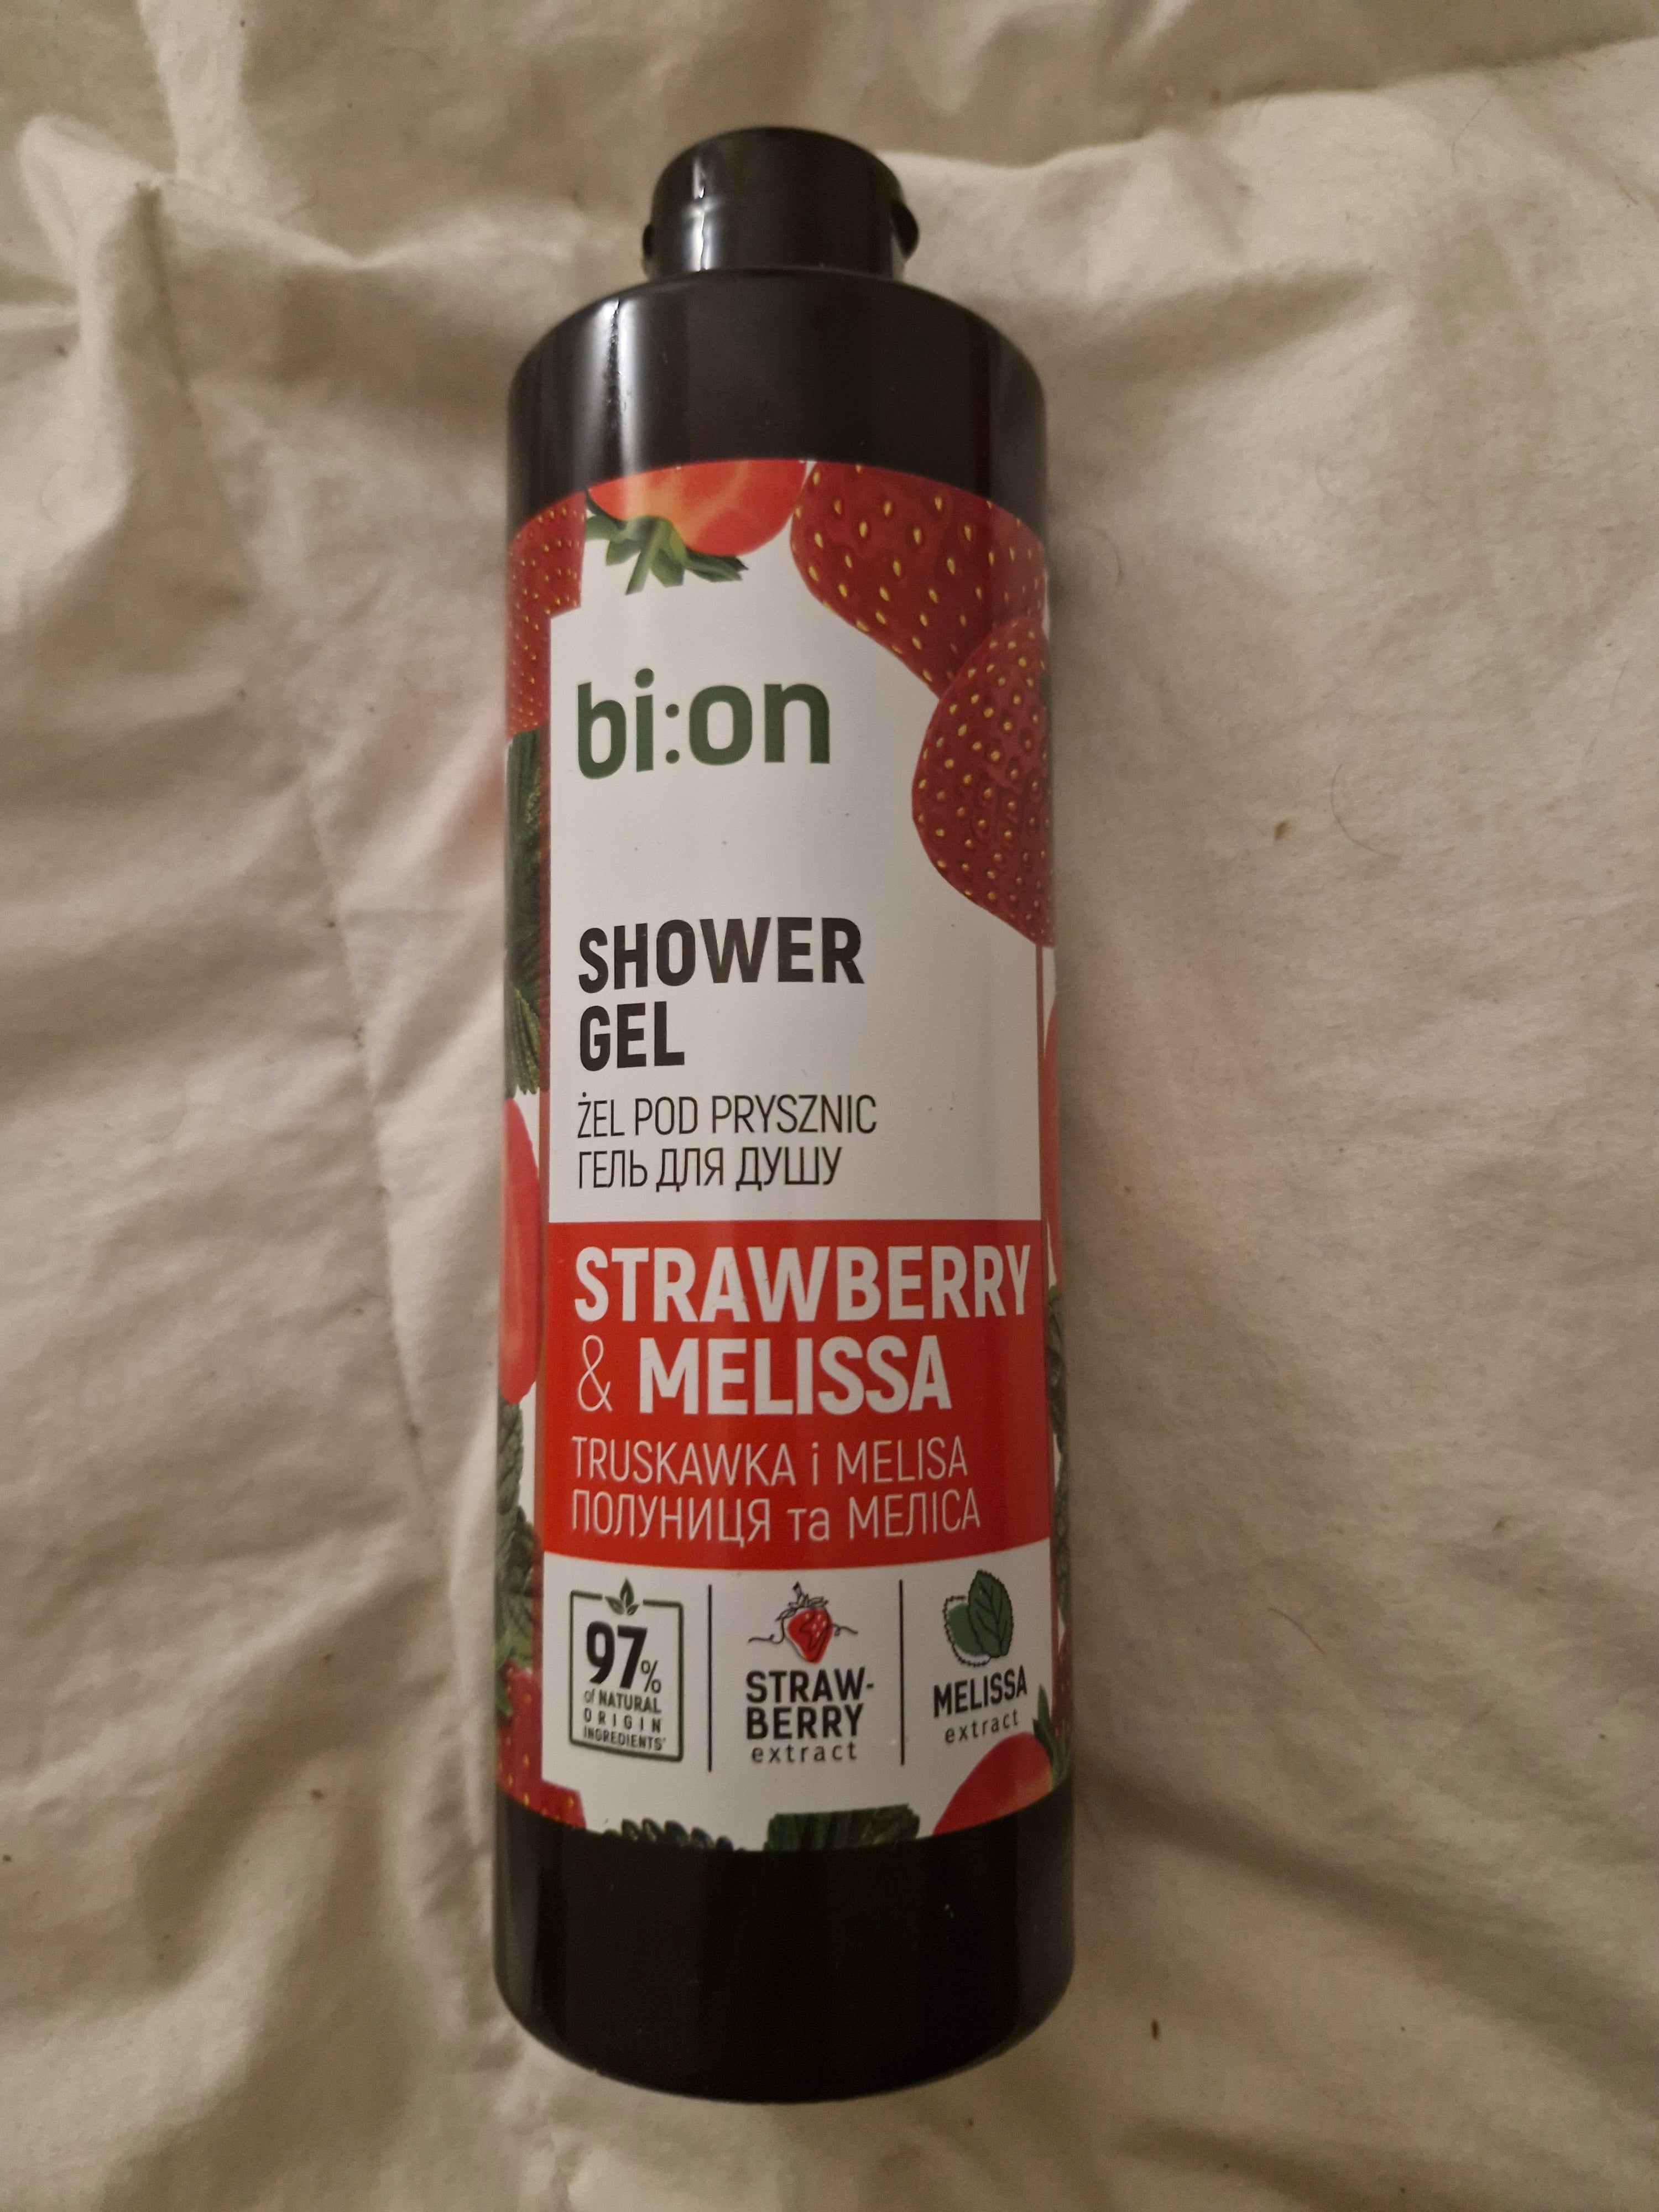 bi:on
SHOWER
GEL
ŻEL POD PRYSZNIC
ГЕЛЬ ДЛЯ ДУШУ
STRAWBERRY
& MELISSA
TRUSKAWKA i MELISA
ПОЛУНИЦЯ та МЕЛІСА
97%
of NATURAL
ORIGIN
INGREDIENTS*
STRAW-
BERRY
extract
MELISSA
extract